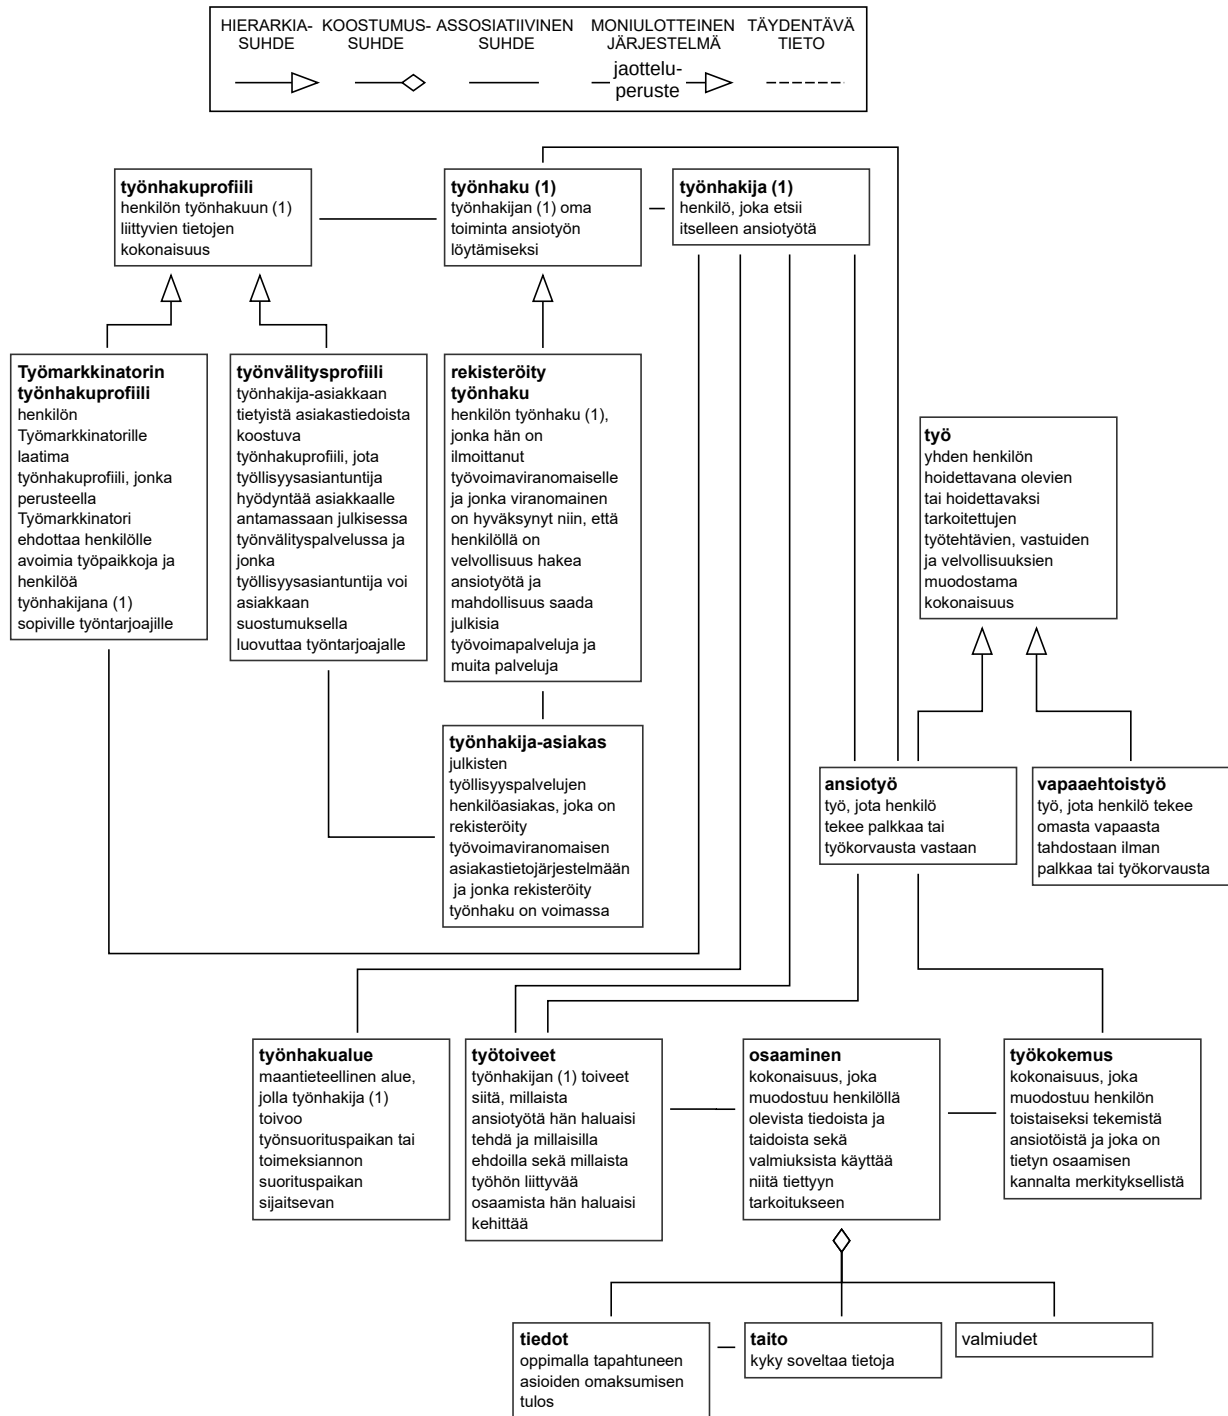 HIERARKIA-
SUHDE
KOOSTUMUS-
SUHDE
ASSOSIATIIVINEN
SUHDE
MONIULOTTEINEN
JÄRJESTELMÄ
jaottelu-
peruste
TÄYDENTÄVÄ
TIETO
työnhakuprofiili
henkilön työnhakuun (1)
liittyvien tietojen
kokonaisuus
työnhaku (1)
työnhakijan (1) oma
toiminta ansiotyön
löytämiseksi
työnhakija (1)
henkilö, joka etsii
itselleen ansiotyötä
Työmarkkinatorin
työnhakuprofiili
henkilön
Työmarkkinatorille
laatima
työnhakuprofiili, jonka
perusteella
Työmarkkinatori
ehdottaa henkilölle
avoimia työpaikkoja ja
henkilöä
työnhakijana (1)
sopiville työntarjoajille
työnvälitysprofiili
työnhakija-asiakkaan
tietyistä asiakastiedoista
koostuva
työnhakuprofiili, jota
työllisyysasiantuntija
hyödyntää asiakkaalle
antamassaan julkisessa
työnvälityspalvelussa ja
jonka
työllisyysasiantuntija voi
asiakkaan
suostumuksella
luovuttaa työntarjoajalle
rekisteröity
työnhaku
henkilön työnhaku (1),
jonka hän on
ilmoittanut
työvoimaviranomaiselle
ja jonka viranomainen
on hyväksynyt niin, että
henkilöllä on
velvollisuus hakea
ansiotyötä ja
mahdollisuus saada
julkisia
työvoimapalveluja ja
muita palveluja
työ
yhden henkilön
hoidettavana olevien
tai hoidettavaksi
tarkoitettujen
työtehtävien, vastuiden
ja velvollisuuksien
muodostama
kokonaisuus
työnhakija-asiakas
julkisten
työllisyyspalvelujen
henkilöasiakas, joka on
rekisteröity
työvoimaviranomaisen
asiakastietojärjestelmään
ja jonka rekisteröity
työnhaku on voimassa
ansiotyö
työ, jota henkilö
tekee palkkaa tai
työkorvausta vastaan
vapaaehtoistyö
työ, jota henkilö tekee
omasta vapaasta
tahdostaan ilman
palkkaa tai työkorvausta
työnhakualue
maantieteellinen alue,
jolla työnhakija (1)
toivoo
työnsuorituspaikan tai
toimeksiannon
suorituspaikan
sijaitsevan
työtoiveet
työnhakijan (1) toiveet
siitä, millaista
ansiotyötä hän haluaisi
tehdä ja millaisilla
ehdoilla sekä millaista
työhön liittyvää
osaamista hän haluaisi
kehittää
osaaminen
kokonaisuus, joka
muodostuu henkilöllä
olevista tiedoista ja
taidoista sekä
valmiuksista käyttää
niitä tiettyyn
tarkoitukseen
työkokemus
kokonaisuus, joka
muodostuu henkilön
toistaiseksi tekemistä
ansiotöistä ja joka on
tietyn osaamisen
kannalta merkityksellistä
tiedot
oppimalla tapahtuneen
asioiden omaksumisen
tulos
taito
kyky soveltaa tietoja
valmiudet